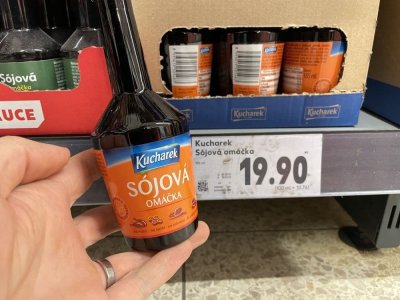 Sójová
omáčka
UCE
Kucharek
Kucharek
Kucharek
SÓJOVÁ
OMÁČKA
Kucharek
Sójová omáčka
19.90